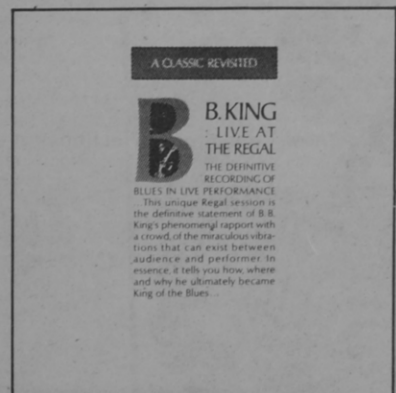 A CLASSIC REVISITED
B B. KING
: LIVE AT
THE REGAL
THE DEFINITIVE
RECORDING OF
BLUES IN LIVE PERFORMANCE
...This unique Regal session is
the definitive statement of B.B.
King's phenomenal rapport with
a crowd, of the miraculous vibra-
tions that can exist between
audience and performer. In
essence, it tells you how, where
and why he ultimately became
King of the Blues...